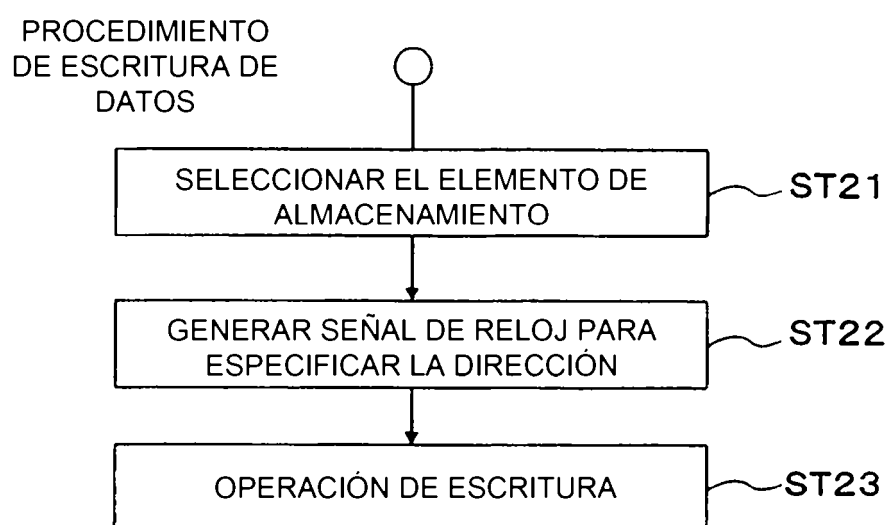 PROCEDIMIENTO
DE ESCRITURA DE
DATOS
SELECCIONAR EL ELEMENTO DE
ALMACENAMIENTO
ST21
GENERAR SEÑAL DE RELOJ PARA
ESPECIFICAR LA DIRECCIÓN
ST22
OPERACIÓN DE ESCRITURA
ST23